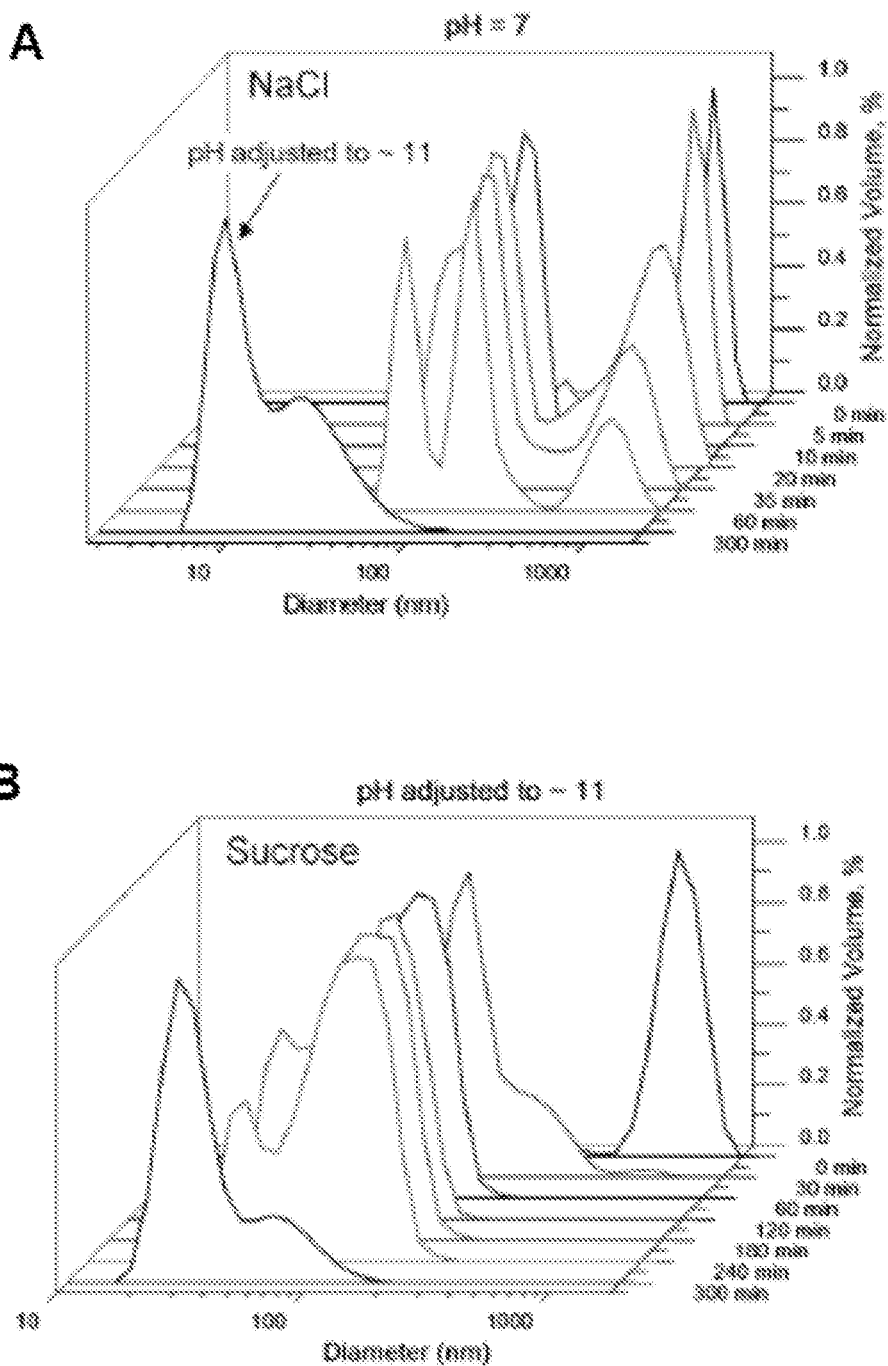 A
pH = 7
NaCl
pH adjusted to ~ 11
1.0
0.8
0.6
0.4
0.2
0.0
Normalized Volume, %
0 min
5 min
10 min
20 min
35 min
60 min
300 min
10
100
1000
Diameter (nm)
B
pH adjusted to ~ 11
Sucrose
1.0
0.8
0.6
0.4
0.2
0.0
Normalized Volume, %
0 min
30 min
60 min
120 min
180 min
240 min
300 min
10
100
1000
Diameter (nm)